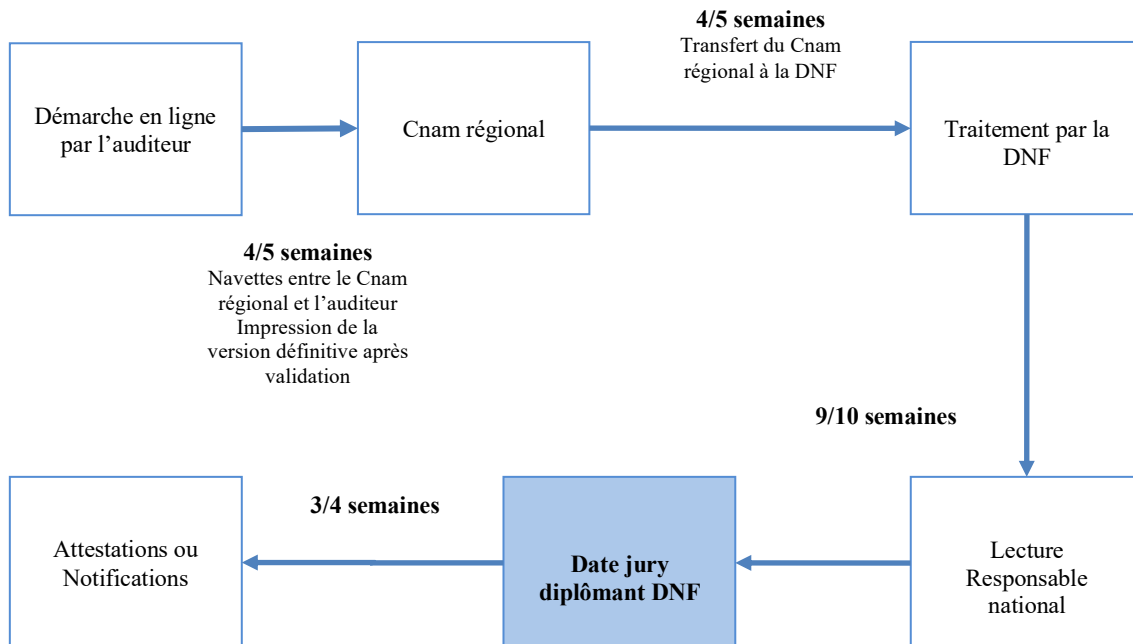 4/5 semaines
Transfert du Cnam
régional à la DNF
Démarche en ligne
par l’auditeur
Cnam régional
Traitement par la
DNF
4/5 semaines
Navettes entre le Cnam
régional et l’auditeur
Impression de la
version définitive après
validation
9/10 semaines
3/4 semaines
Attestations ou
Notifications
Date jury
diplômant DNF
Lecture
Responsable
national